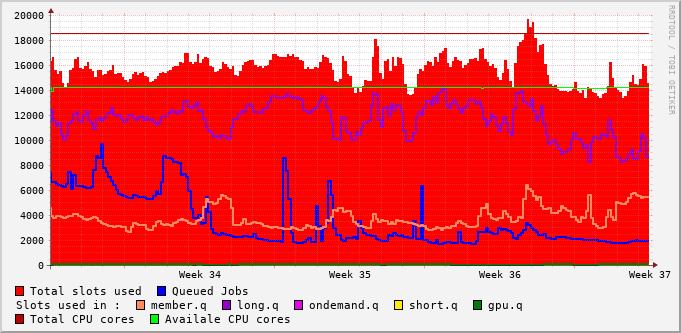 20000
18000
16000
14000
12000
10000
8000
6000
4000
2000
0
Week 34 Week 35 Week 36 Week 37
RRDTOOL / TOBI OETIKER
Total slots used Queued Jobs
Slots used in : member.q long.q ondemand.q short.q gpu.q
Total CPU cores Availale CPU cores